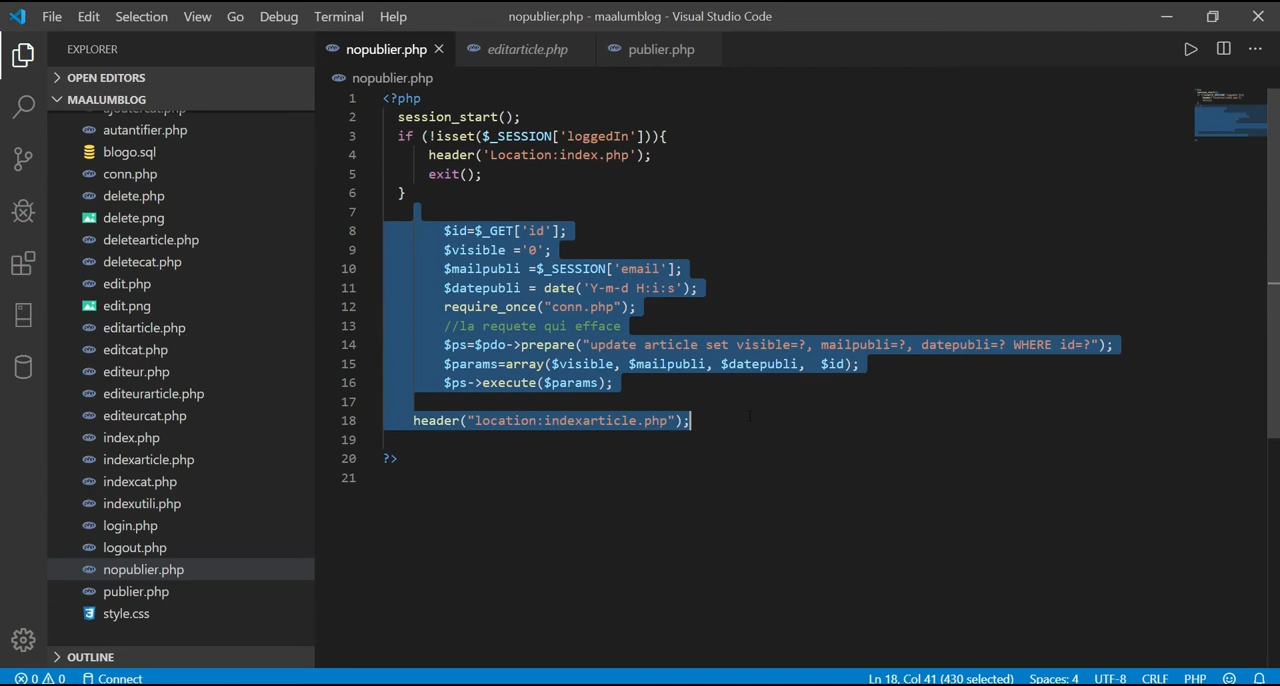 File Edit Selection View Go Debug Terminal Help nopublier.php - maalumblog - Visual Studio Code
EXPLORER
OPEN EDITORS
MAALUMBLOG
autantifier.php
blogo.sql
conn.php
delete.php
delete.png
deletearticle.php
deletecat.php
edit.php
edit.png
editarticle.php
editcat.php
editeur.php
editeurarticle.php
editeurcat.php
index.php
indexarticle.php
indexcat.php
indexutili.php
login.php
logout.php
nopublier.php
publier.php
style.css
OUTLINE
nopublier.php editarticle.php publier.php
nopublier.php
1 <?php
2 session_start();
3 if (!isset($_SESSION['loggedIn'])){
4 header('Location:index.php');
5 exit();
6 }
7
8 $id=$_GET['id'];
9 $visible ='0';
10 $mailpubli =$_SESSION['email'];
11 $datepubli = date('Y-m-d H:i:s');
12 require_once("conn.php");
13 //la requete qui efface
14 $ps=$pdo->prepare("update article set visible=?, mailpubli=?, datepubli=? WHERE id=?");
15 $params=array($visible, $mailpubli, $datepubli, $id);
16 $ps->execute($params);
17
18 header("location:indexarticle.php");
19
20 ?>
21
0 0 Connect Ln 18, Col 41 (430 selected) Spaces: 4 UTF-8 CRLF PHP